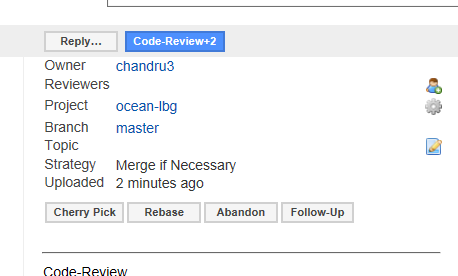 Reply… Code-Review+2
Owner chandru3
Reviewers
Project ocean-lbg
Branch master
Topic
Strategy Merge if Necessary
Uploaded 2 minutes ago
Cherry Pick Rebase Abandon Follow-Up
Code-Review